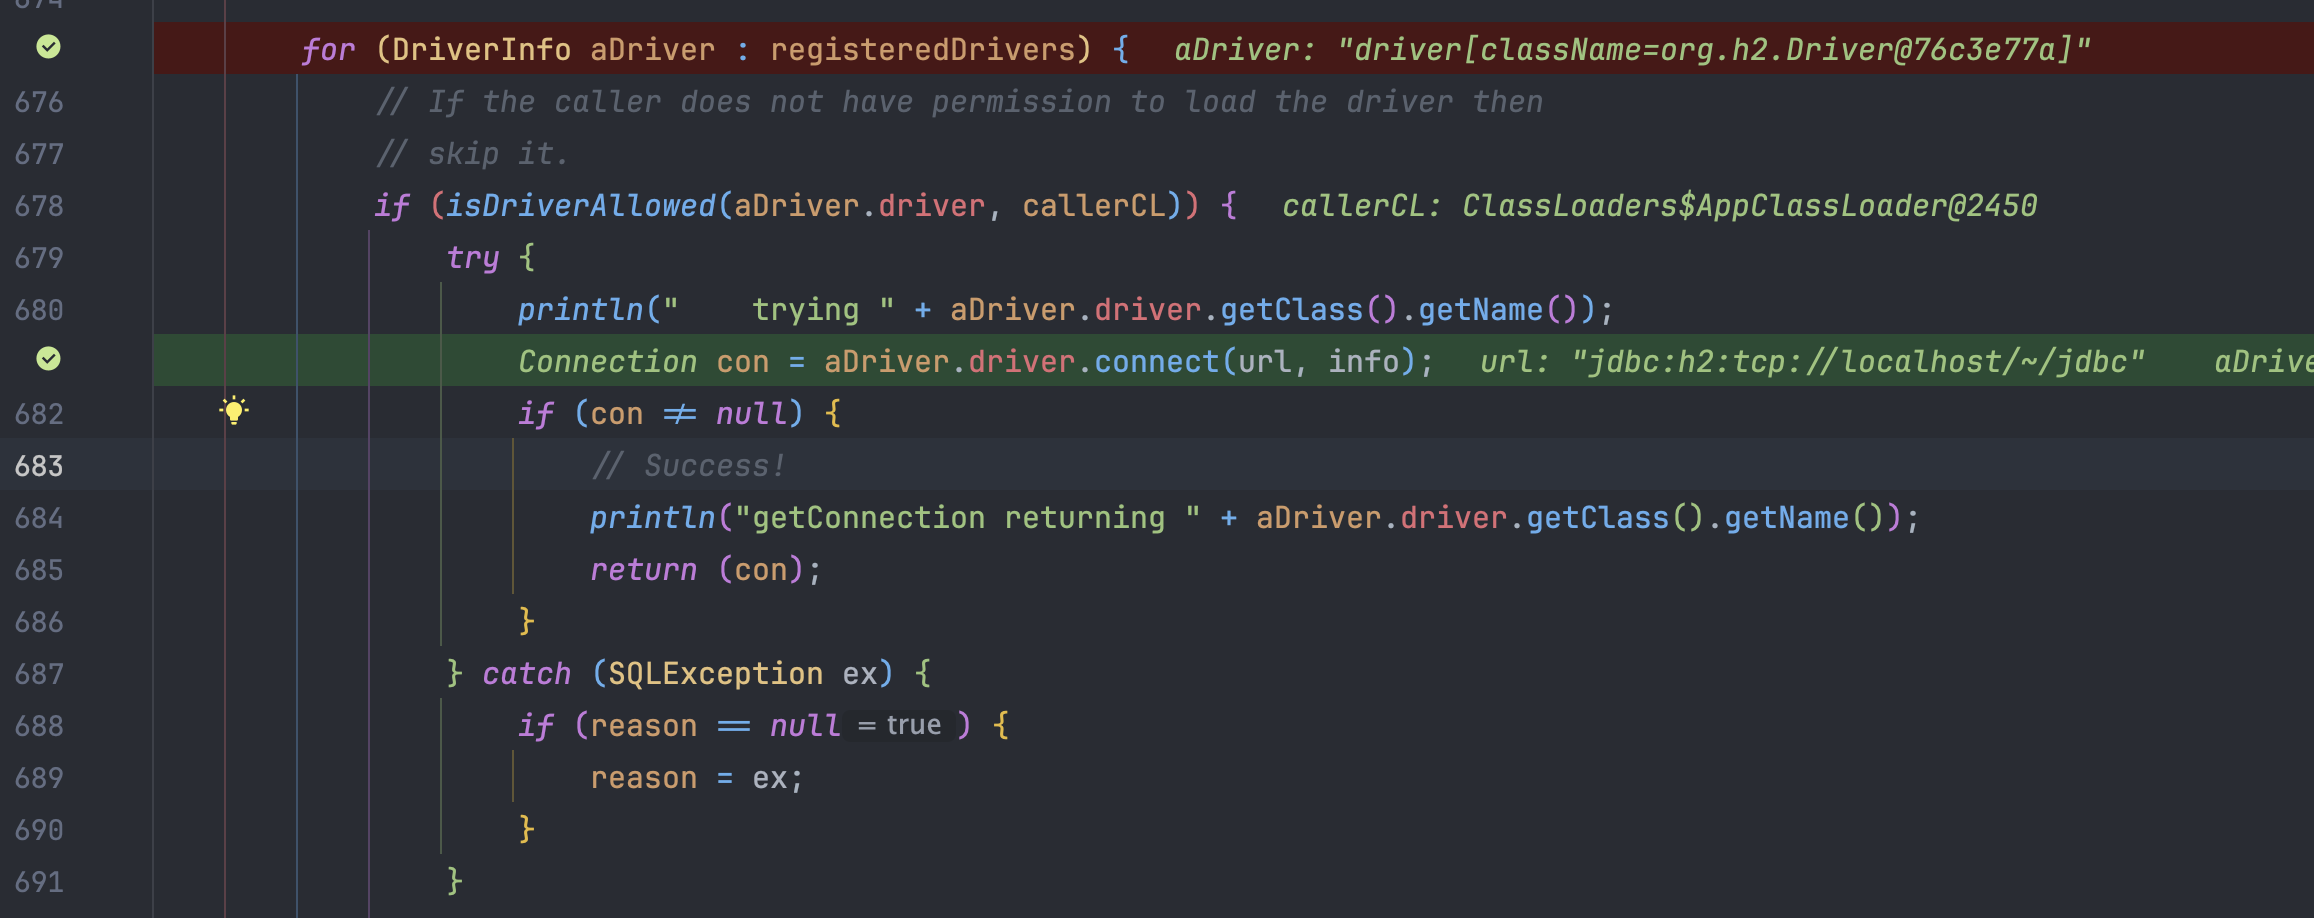 674
for (DriverInfo aDriver : registeredDrivers) { aDriver: "driver[className=org.h2.Driver@76c3e77a]"
676 // If the caller does not have permission to load the driver then
677 // skip it.
678 if (isDriverAllowed(aDriver.driver, callerCL)) { callerCL: ClassLoaders$AppClassLoader@2450
679 try {
680 println("    trying " + aDriver.driver.getClass().getName());
Connection con = aDriver.driver.connect(url, info); url: "jdbc:h2:tcp://localhost/~/jdbc" aDrive
682 if (con != null) {
683 // Success!
684 println("getConnection returning " + aDriver.driver.getClass().getName());
685 return (con);
686 }
687 } catch (SQLException ex) {
688 if (reason == null = true ) {
689 reason = ex;
690 }
691 }